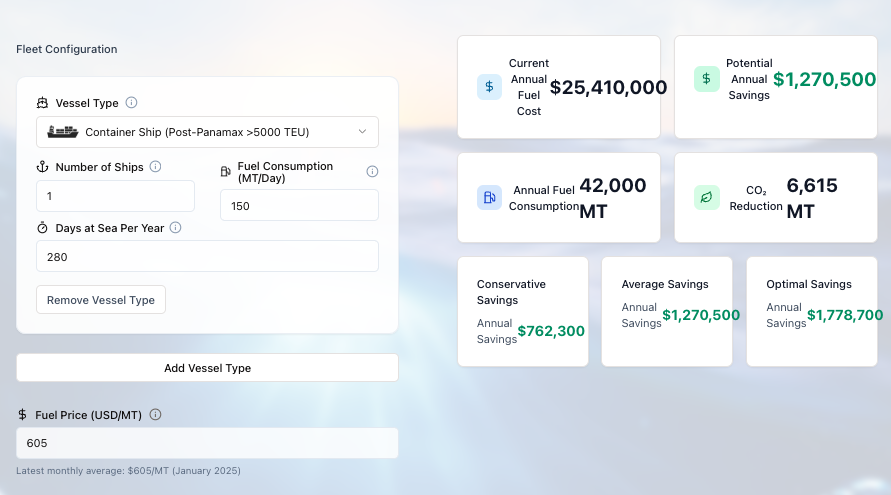 Fleet Configuration
Vessel Type
Container Ship (Post-Panamax >5000 TEU)
Number of Ships
1
Fuel Consumption
(MT/Day)
150
Days at Sea Per Year
280
Remove Vessel Type
Add Vessel Type
Fuel Price (USD/MT)
605
Latest monthly average: $605/MT (January 2025)
Current
Annual
Fuel
Cost
$25,410,000
Potential
Annual
Savings
$1,270,500
Annual Fuel
Consumption
42,000
MT
CO₂
Reduction
6,615
MT
Conservative
Savings
Annual
Savings
$762,300
Average Savings
Annual
Savings
$1,270,500
Optimal Savings
Annual
Savings
$1,778,700